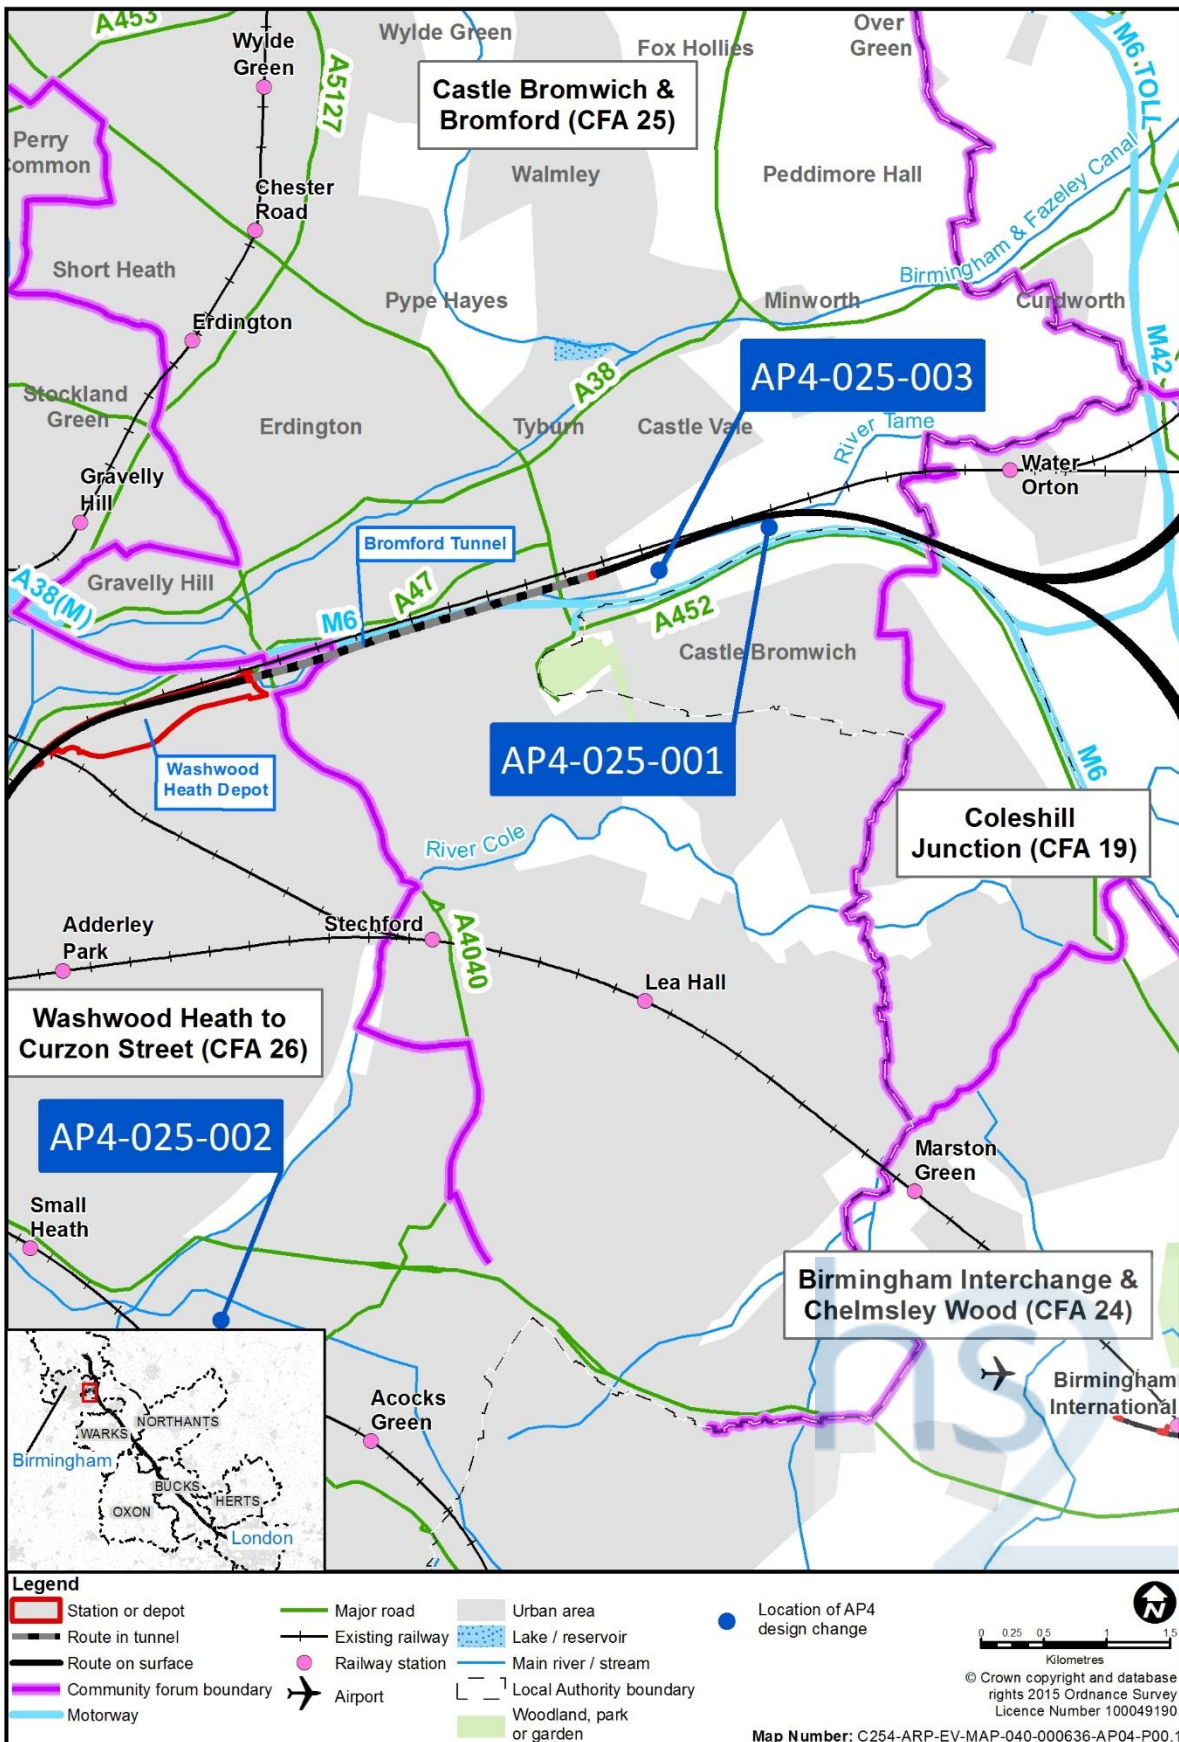 A453
Wylde
Green
Wylde Green
Fox Hollies
Over
Green
M6 TOLL
A5127
Castle Bromwich &
Bromford (CFA 25)
Perry
Common
Walmley
Peddimore Hall
Chester
Road
Birmingham & Fazeley Canal
Short Heath
Pype Hayes
Minworth
Curdworth
Erdington
M42
AP4-025-003
A38
Stockland
Green
Erdington
Tyburn
Castle Vale
River Tame
Gravelly
Hill
Water
Orton
Bromford Tunnel
Gravelly Hill
A38(M)
M6
A47
A452
Castle Bromwich
AP4-025-001
Washwood
Heath Depot
M6
Coleshill
Junction (CFA 19)
River Cole
Adderley
Park
Stechford
A4040
Lea Hall
Washwood Heath to
Curzon Street (CFA 26)
AP4-025-002
Marston
Green
Small
Heath
Birmingham Interchange &
Chelmsley Wood (CFA 24)
hs2
Birmingham
International
Acocks
Green
NORTHANTS
WARKS
Birmingham
BUCKS
HERTS
OXON
London
Legend
Station or depot
Route in tunnel
Route on surface
Community forum boundary
Motorway
Major road
Existing railway
Railway station
Airport
Urban area
Lake / reservoir
Main river / stream
Local Authority boundary
Woodland, park
or garden
Location of AP4
design change
N
0 0.25 0.5 1 1.5
Kilometres
© Crown copyright and database
rights 2015 Ordnance Survey
Licence Number 100049190
Map Number: C254-ARP-EV-MAP-040-000636-AP04-P00.1